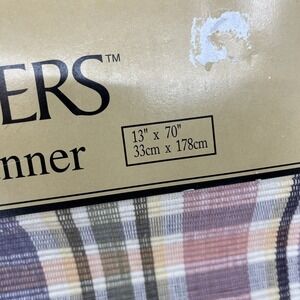 ERS™
13" x 70"
nner
33cm x 178cm